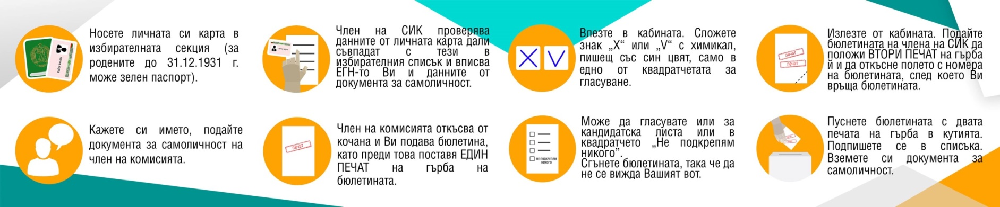 Носете личната си карта в
избирателната секция (за
родените до 31.12.1931 г.
може зелен паспорт).
Кажете си името, подайте
документа за самоличност на
член на комисията.
Член на СИК проверява
данните от личната карта дали
съвпадат с тези в
избирателния списък и вписва
ЕГН-то Ви и данните от
документа за самоличност.
печат
Член на комисията откъсва от
кочана и Ви подава бюлетина,
като преди това поставя ЕДИН
ПЕЧАТ на гърба на
бюлетината.
X V
Влезте в кабината. Сложете
знак „X“ или „V“ с химикал,
пишещ със син цвят, само в
едно от квадратчетата за
гласуване.
НЕ ПОДКРЕПЯМ
НИКОГО
Може да гласувате или за
кандидатска листа или в
квадратчето „Не подкрепям
никого”.
Сгънете бюлетината, така че да
не се вижда Вашият вот.
печат
печат
Излезте от кабината. Подайте
бюлетината на члена на СИК да
положи ВТОРИ ПЕЧАТ на гърба
й и да откъсне полето с номера
на бюлетината, след което Ви
връща бюлетината.
Пуснете бюлетината с двата
печата на гърба в кутията.
Подпишете се в списъка.
Вземете си документа за
самоличност.